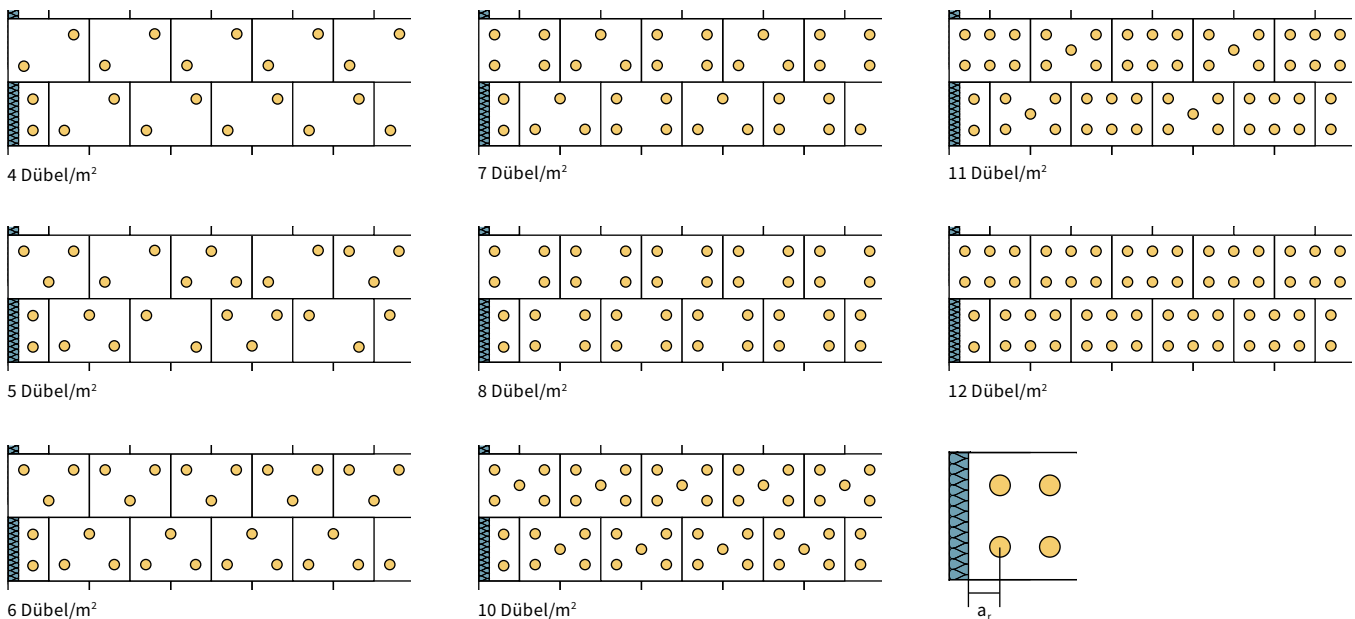 4 Dübel/m²
7 Dübel/m²
11 Dübel/m²
5 Dübel/m²
8 Dübel/m²
12 Dübel/m²
6 Dübel/m²
10 Dübel/m²
aᵣ